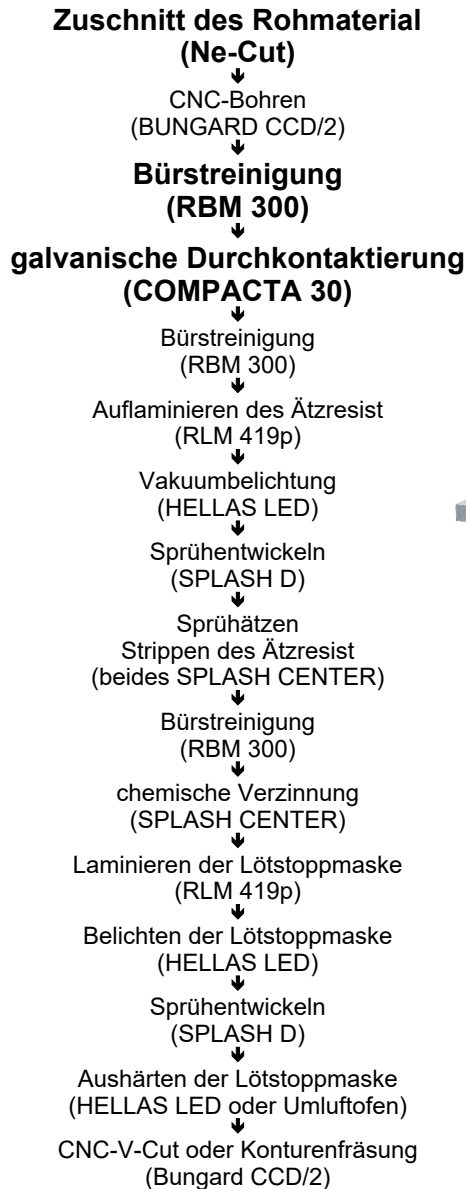 Zuschnitt des Rohmaterial
(Ne-Cut)
CNC-Bohren
(BUNGARD CCD/2)
Bürstreinigung
(RBM 300)
galvanische Durchkontaktierung
(COMPACTA 30)
Bürstreinigung
(RBM 300)
Auflaminieren des Ätzresist
(RLM 419p)
Vakuumbelichtung
(HELLAS LED)
Sprühentwickeln
(SPLASH D)
Sprühätzen
Strippen des Ätzresist
(beides SPLASH CENTER)
Bürstreinigung
(RBM 300)
chemische Verzinnung
(SPLASH CENTER)
Laminieren der Lötstoppmaske
(RLM 419p)
Belichten der Lötstoppmaske
(HELLAS LED)
Sprühentwickeln
(SPLASH D)
Aushärten der Lötstoppmaske
(HELLAS LED oder Umluftofen)
CNC-V-Cut oder Konturenfräsung
(Bungard CCD/2)